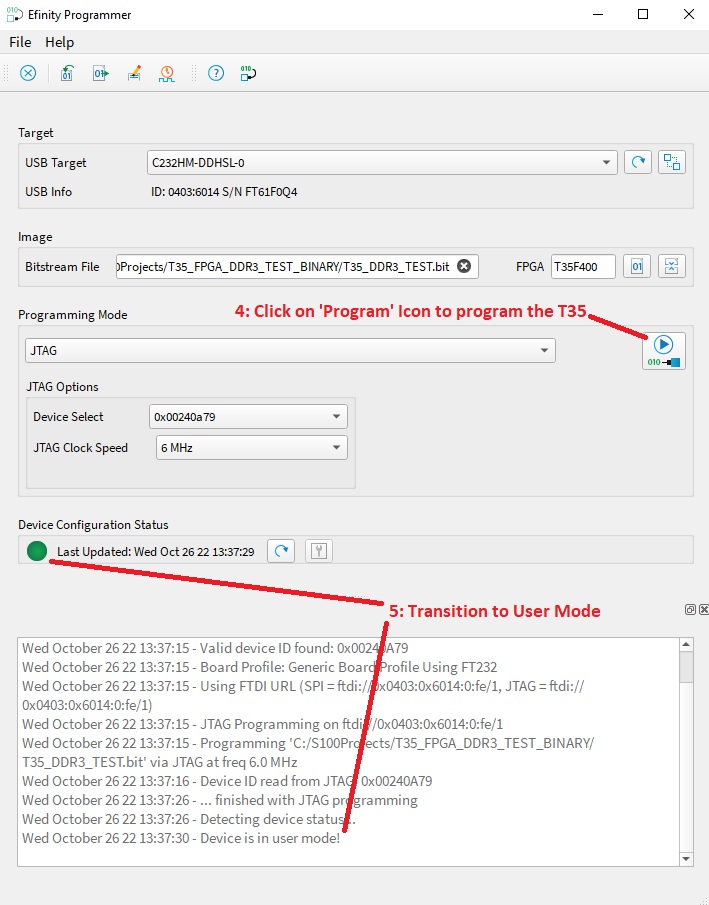 Efinity Programmer
File Help
Target
USB Target C232HM-DDHSL-0
USB Info ID: 0403:6014 S/N FT61F0Q4
Image
Bitstream File Projects/T35_FPGA_DDR3_TEST_BINARY/T35_DDR3_TEST.bit FPGA T35F400
4: Click on 'Program' Icon to program the T35
Programming Mode
JTAG
010
JTAG Options
Device Select 0x00240a79
JTAG Clock Speed 6 MHz
Device Configuration Status
Last Updated: Wed Oct 26 22 13:37:29
5: Transition to User Mode
Wed October 26 22 13:37:15 - Valid device ID found: 0x00240A79
Wed October 26 22 13:37:15 - Board Profile: Generic Board Profile Using FT232
Wed October 26 22 13:37:15 - Using FTDI URL (SPI = ftdi://0x0403:0x6014:0:fe/1, JTAG = ftdi://
0x0403:0x6014:0:fe/1)
Wed October 26 22 13:37:15 - JTAG Programming on ftdi://0x0403:0x6014:0:fe/1
Wed October 26 22 13:37:15 - Programming 'C:/S100Projects/T35_FPGA_DDR3_TEST_BINARY/
T35_DDR3_TEST.bit' via JTAG at freq 6.0 MHz
Wed October 26 22 13:37:16 - Device ID read from JTAG: 0x00240A79
Wed October 26 22 13:37:26 - ... finished with JTAG programming
Wed October 26 22 13:37:26 - Detecting device status...
Wed October 26 22 13:37:30 - Device is in user mode!